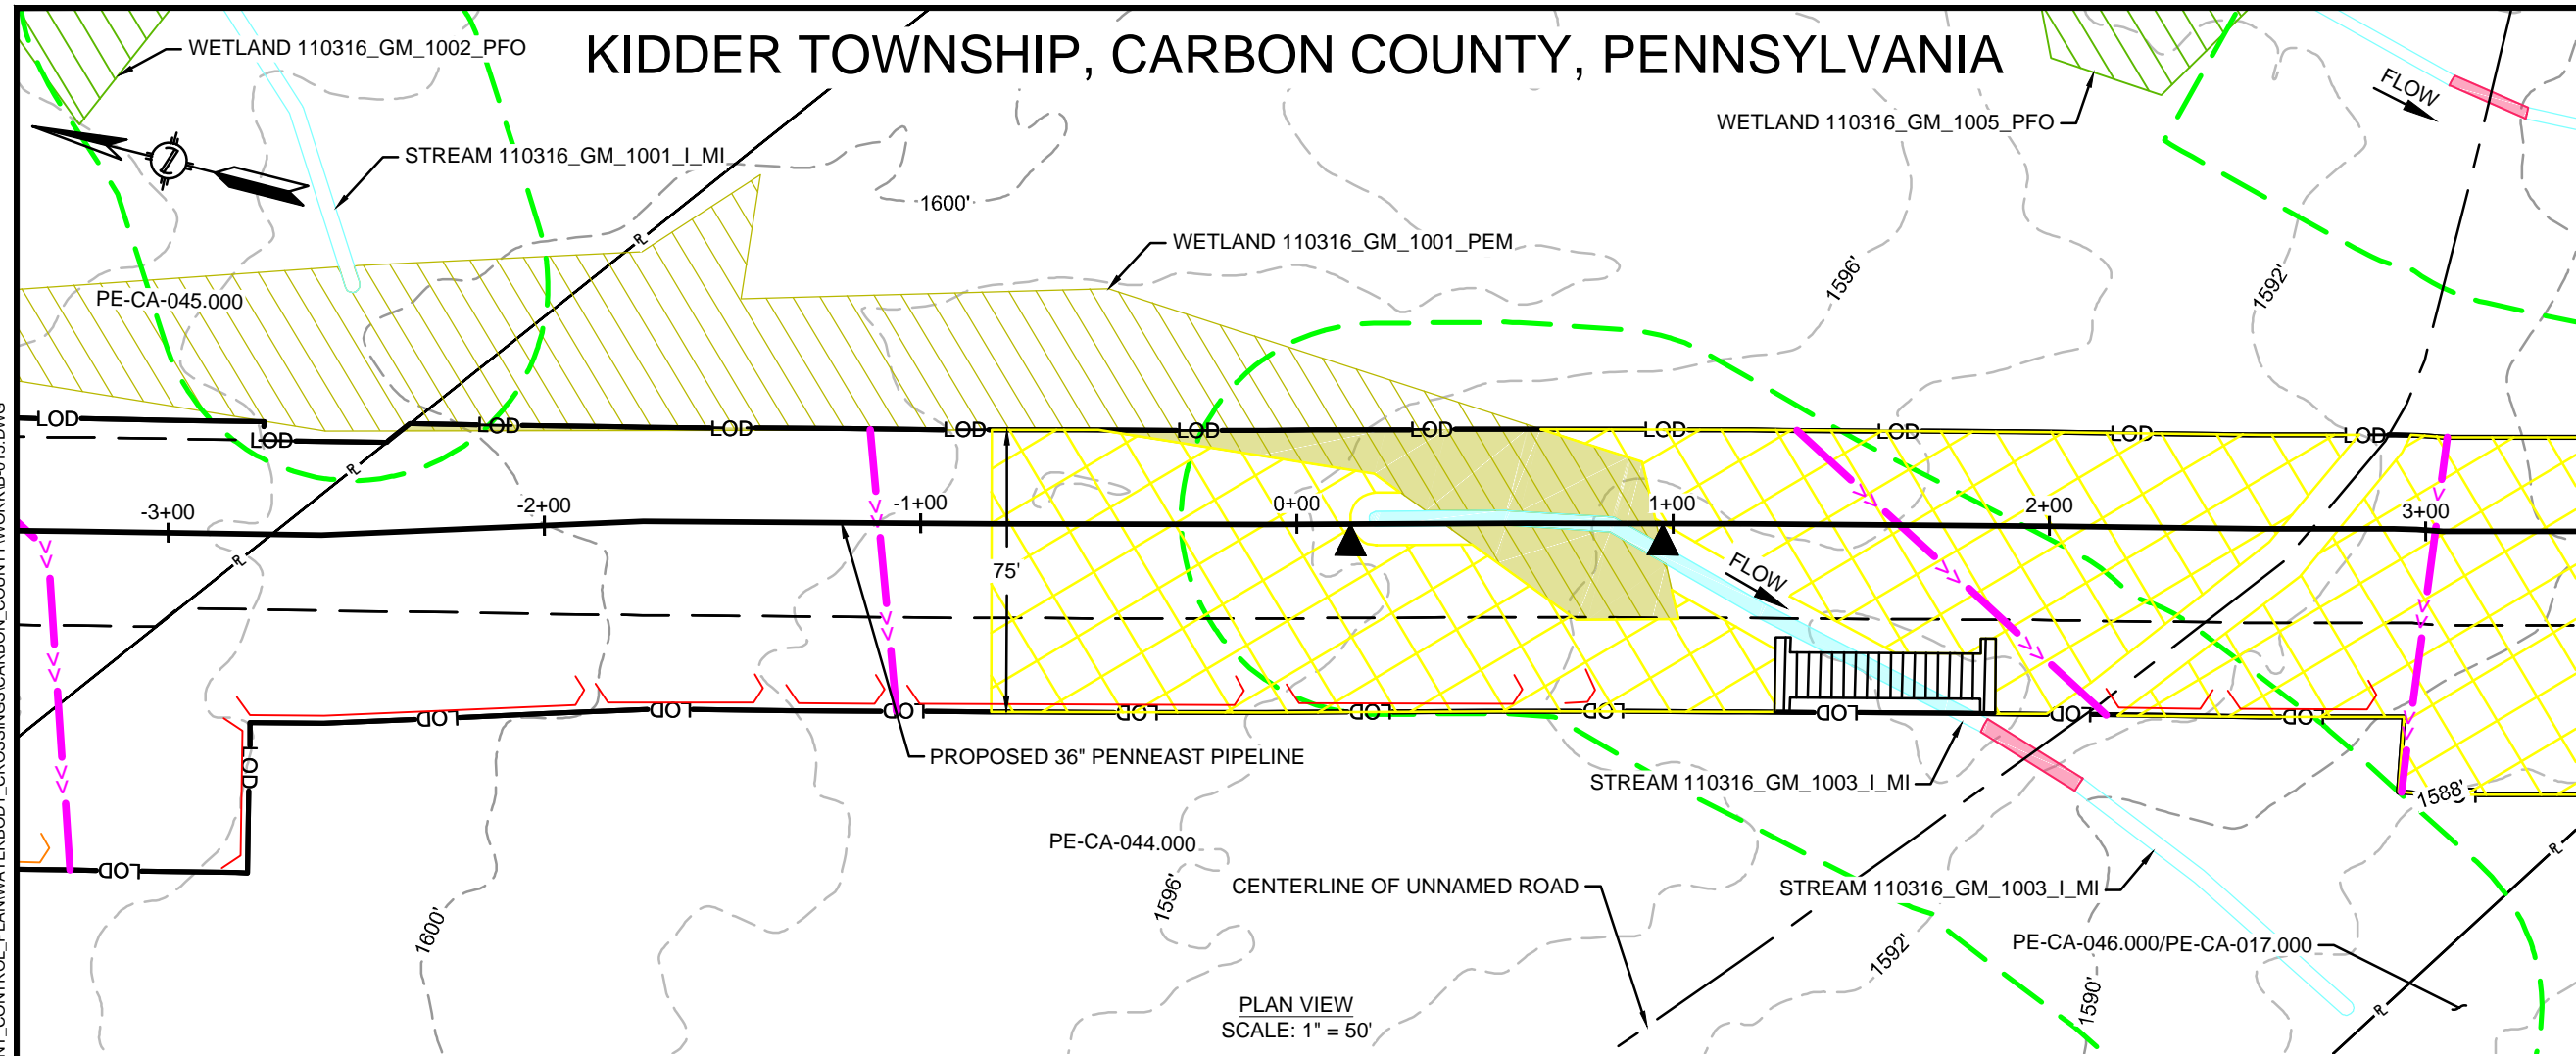 KIDDER TOWNSHIP, CARBON COUNTY, PENNSYLVANIA
WETLAND 110316_GM_1002_PFO
FLOW
WETLAND 110316_GM_1005_PFO
STREAM 110316_GM_1001_I_MI
1600'
WETLAND 110316_GM_1001_PEM
1596'
1592'
PE-CA-045.000
LOD
LOD
LOD
LOD
LOD
LOD
LOD
LOD
LOD
LOD
LOD
-3+00
-2+00
-1+00
0+00
1+00
2+00
3+00
75'
FLOW
LOD
LOD
LOD
LOD
LOD
LOD
LOD
LOD
LOD
LOD
LOD
PROPOSED 36" PENNEAST PIPELINE
STREAM 110316_GM_1003_I_MI
1588'
PE-CA-044.000
1596'
1600'
CENTERLINE OF UNNAMED ROAD
STREAM 110316_GM_1003_I_MI
1592'
PE-CA-046.000/PE-CA-017.000
1590'
PLAN VIEW
SCALE: 1" = 50'